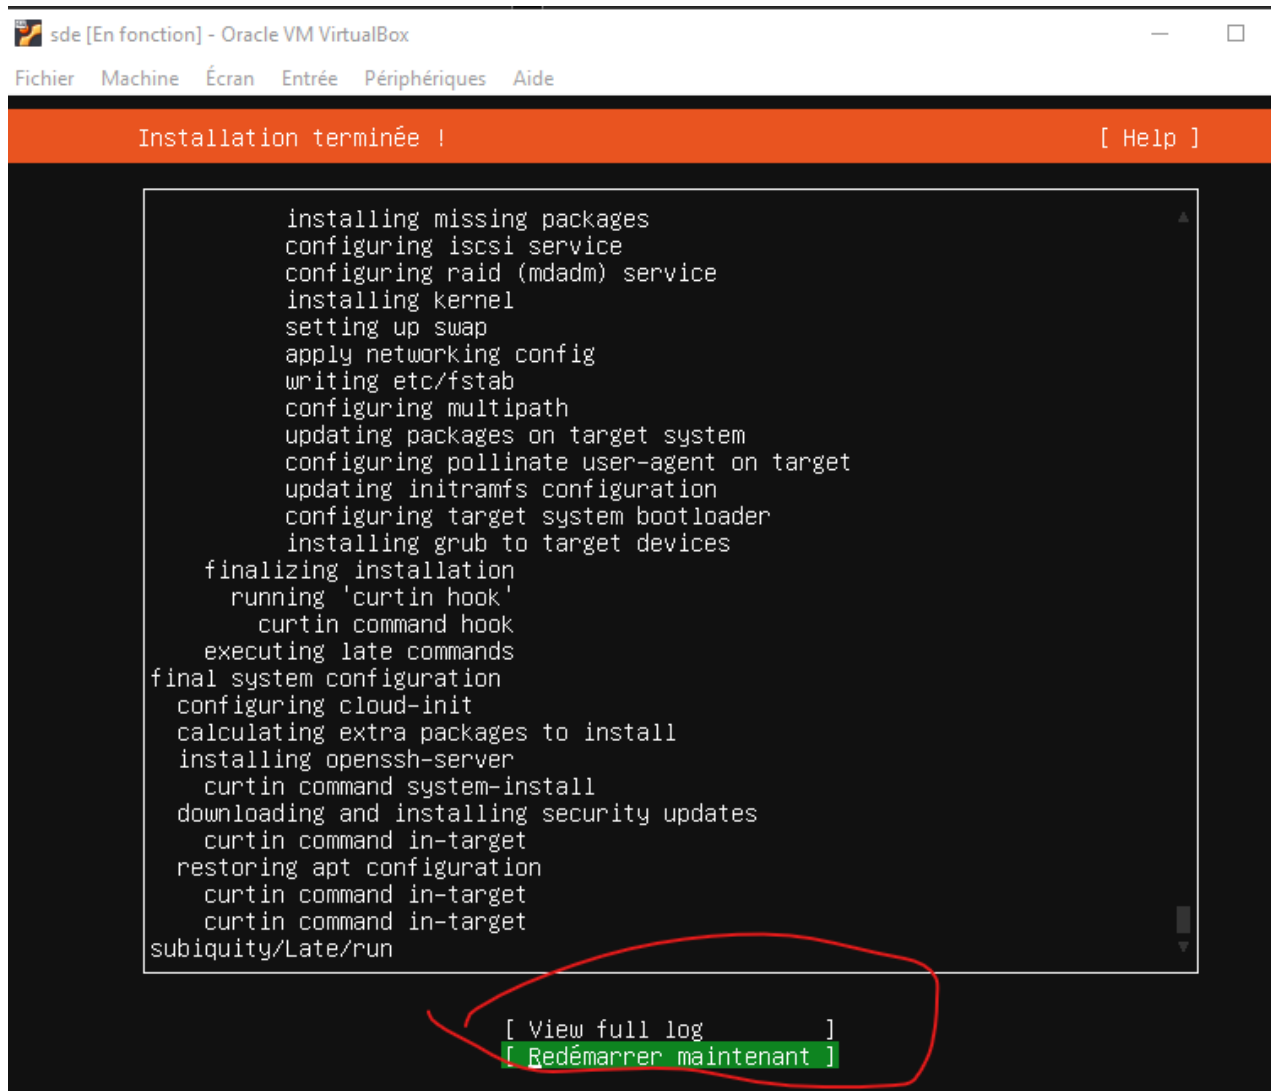 sde [En fonction] - Oracle VM VirtualBox
Fichier Machine Écran Entrée Périphériques Aide
Installation terminée ! [ Help ]
installing missing packages
configuring iscsi service
configuring raid (mdadm) service
installing kernel
setting up swap
apply networking config
writing etc/fstab
configuring multipath
updating packages on target system
configuring pollinate user-agent on target
updating initramfs configuration
configuring target system bootloader
installing grub to target devices
finalizing installation
running 'curtin hook'
curtin command hook
executing late commands
final system configuration
configuring cloud-init
calculating extra packages to install
installing openssh-server
curtin command system-install
downloading and installing security updates
curtin command in-target
restoring apt configuration
curtin command in-target
curtin command in-target
subiquity/Late/run
[ View full log ]
[ Redémarrer maintenant ]